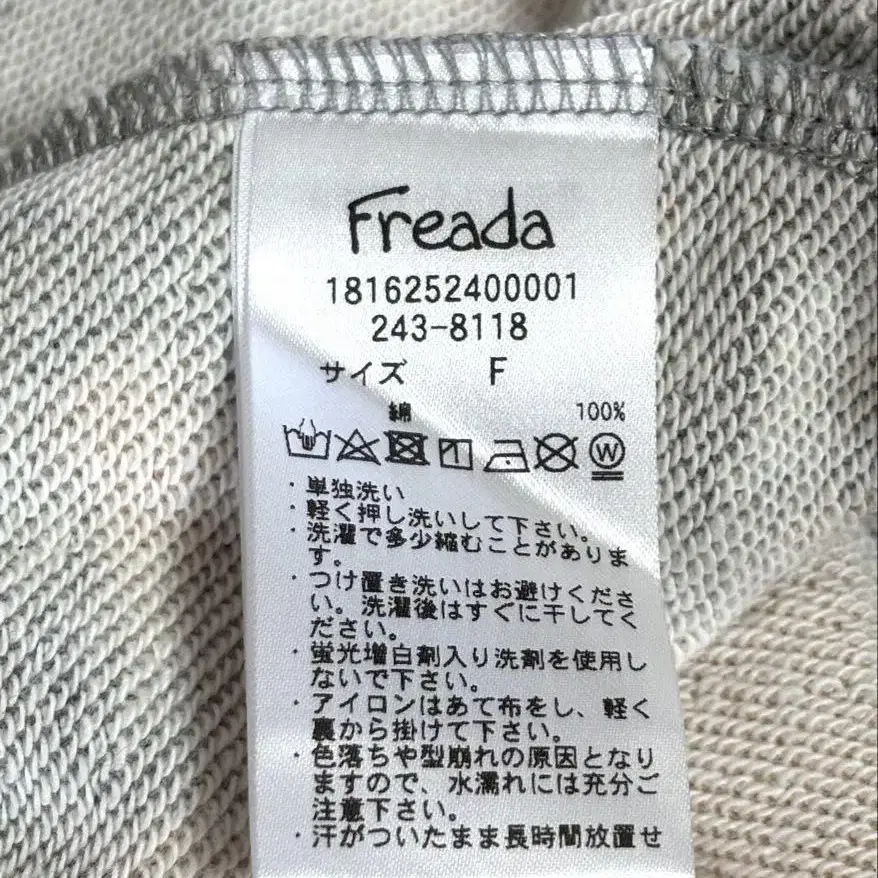 Freada
1816252400001
243-8118
サイズ F
綿 100%
W
・単独洗い
・軽く押し洗いして下さい。
・洗濯で多少縮むことがありま
す。
・つけ置き洗いはお避けくださ
い。洗濯後はすぐに干してく
ださい。
・蛍光増白剤入り洗剤を使用し
ないで下さい。
・アイロンはあて布をし、軽く
裏から掛けて下さい。
・色落ちや型崩れの原因となり
ますので、水濡れには充分ご
注意下さい。
・汗がついたまま長時間放置せ